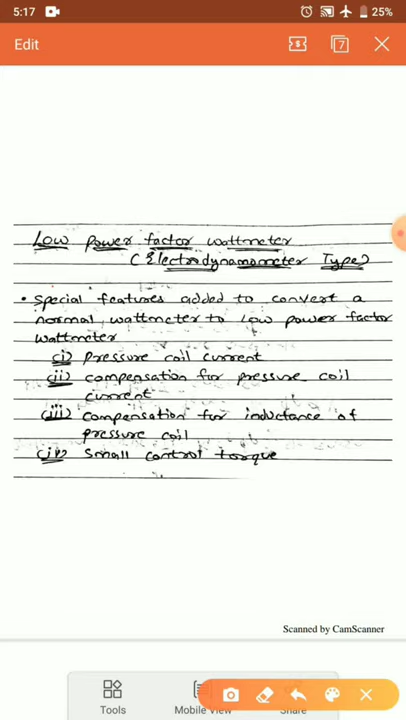 5:17
25%
Edit
7
Low power factor wattmeter
(Electrodynamometer Type)
• Special features added to convert a
normal wattmeter to low power factor
wattmeter
(i) Pressure coil current
(ii) compensation for pressure coil
current
(iii) compensation for inductance of
pressure coil
(iv) Small control torque
Scanned by CamScanner
Tools
Mobile View
Share